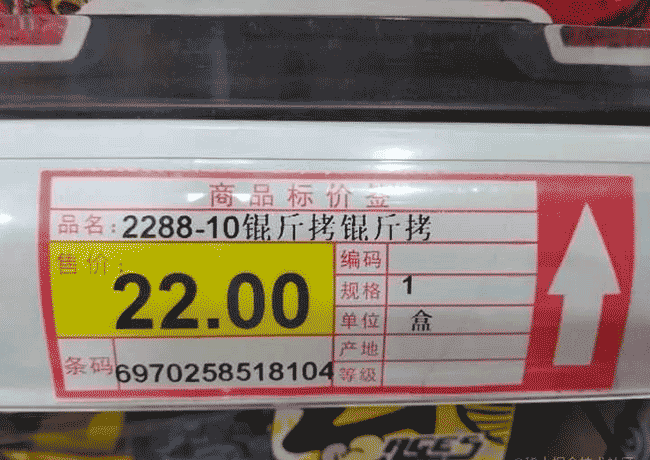 商品标价签
品名:2288-10锟斤拷锟斤拷
售价:
22.00
编码
规格 1
单位 盒
产地
等级
条码 6970258518104